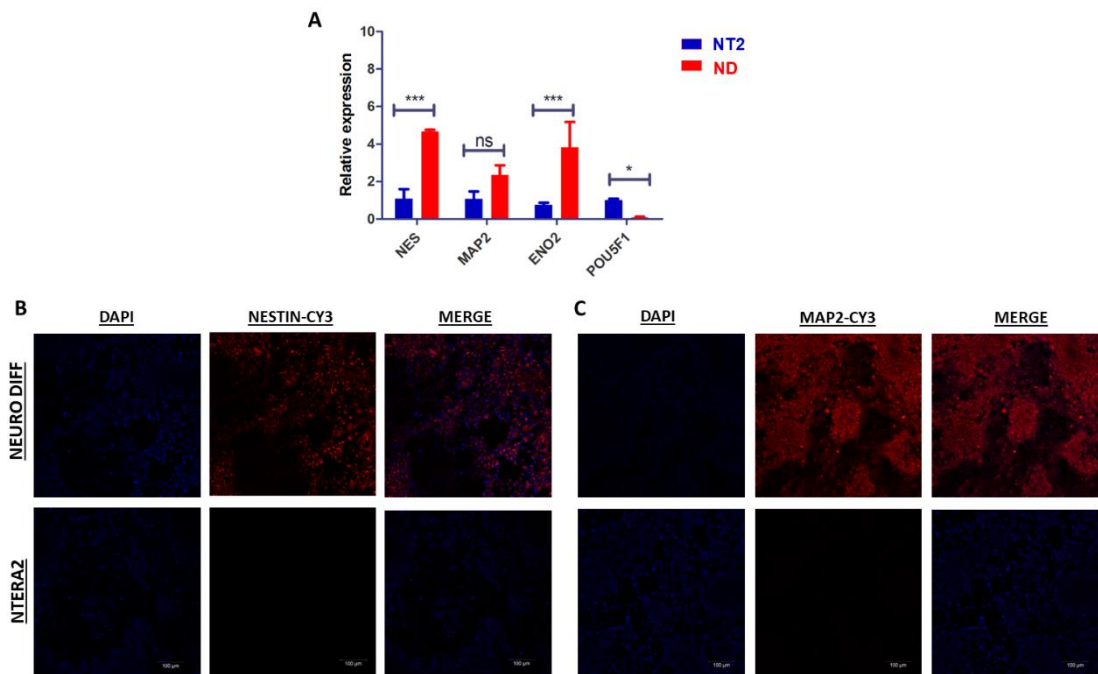 A
Relative expression
10
8
6
4
2
0
***
ns
***
*
NT2
ND
NES
MAP2
ENO2
POU5F1
B
DAPI
NESTIN-CY3
MERGE
C
DAPI
MAP2-CY3
MERGE
NEURO DIFF
NTERA2
100 μm
100 μm
100 μm
100 μm
100 μm
100 μm